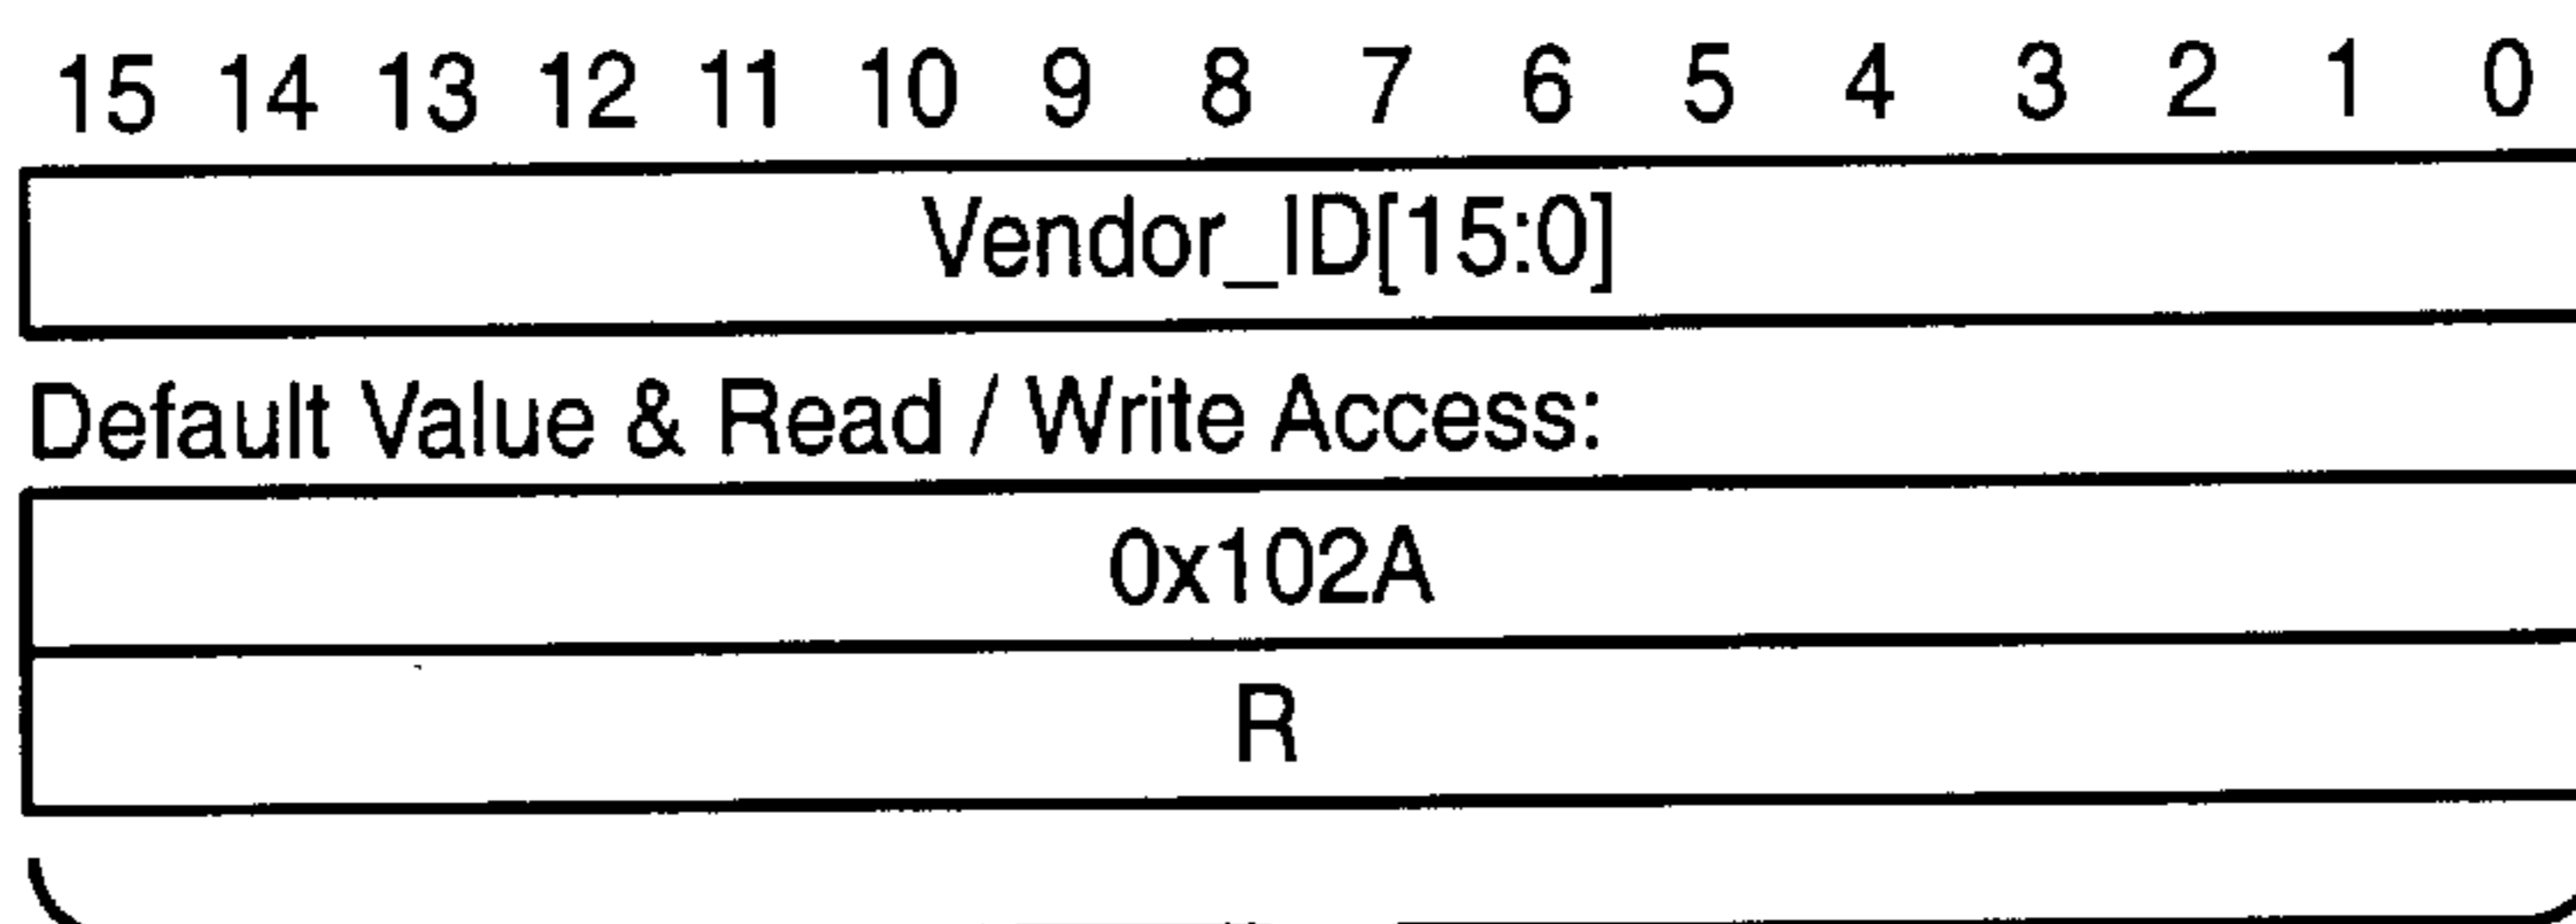 15 14 13 12 11 10 9 8 7 6 5 4 3 2 1 0
Vendor_ID[15:0]
Default Value & Read / Write Access:
0x102A
R